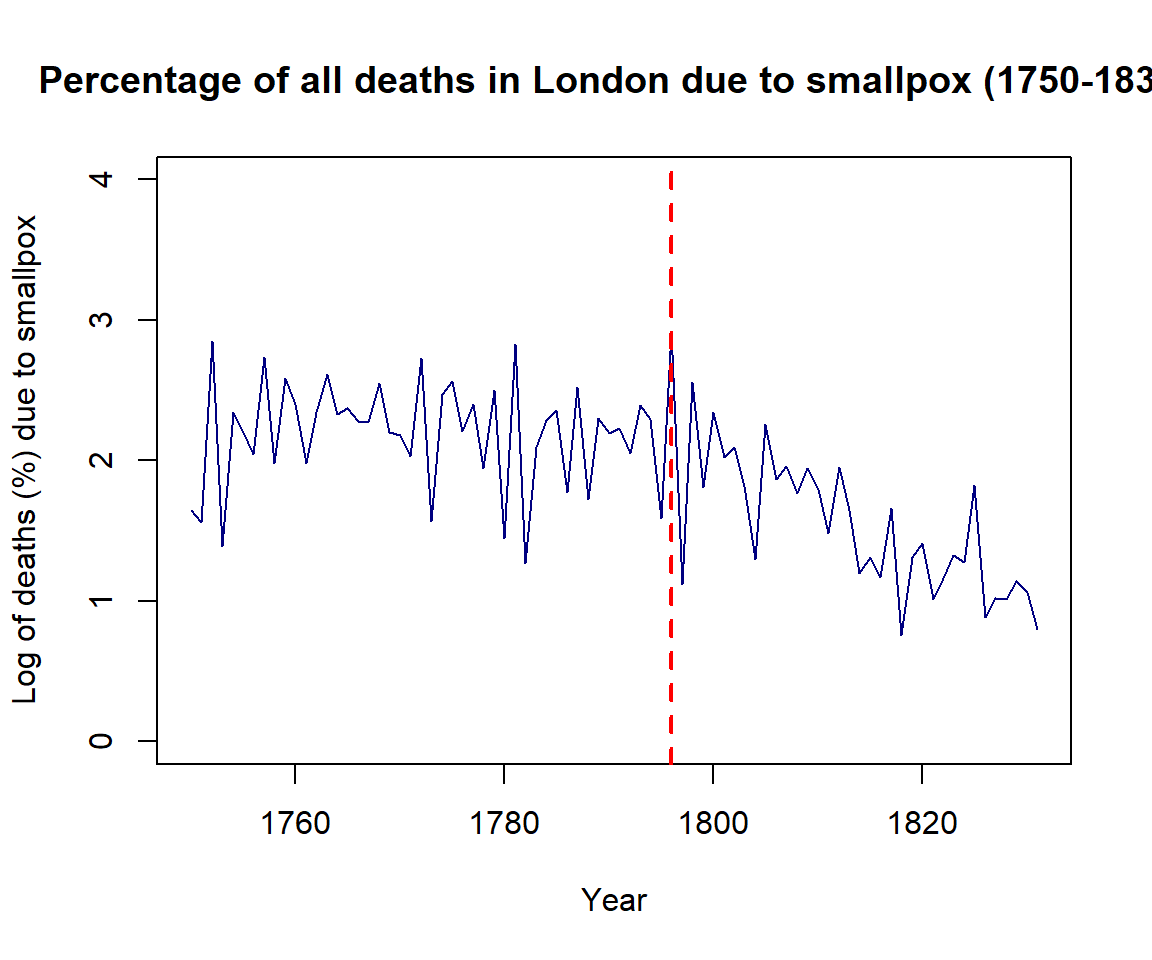 Percentage of all deaths in London due to smallpox (1750-183
Log of deaths (%) due to smallpox
4
3
2
1
0
1760 1780 1800 1820
Year